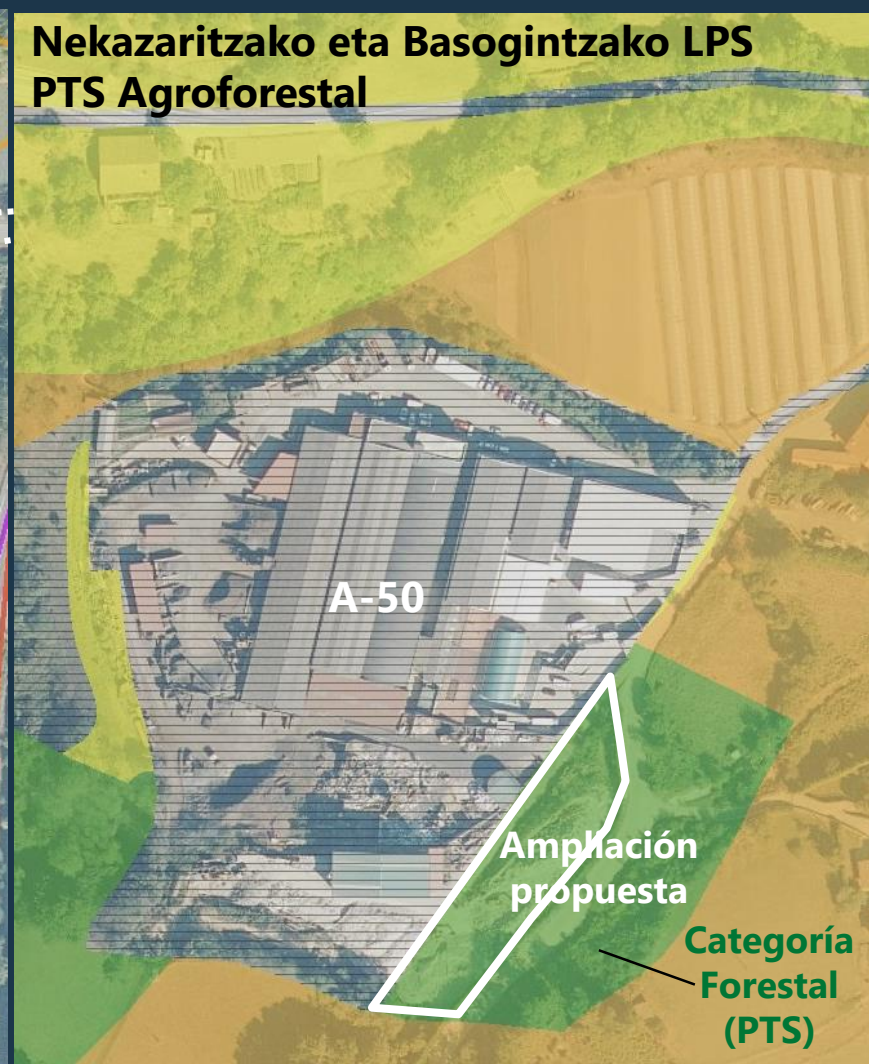 Nekazaritzako eta Basogintzako LPS
PTS Agroforestal
A-50
Ampliación
propuesta
Categoría
Forestal
(PTS)